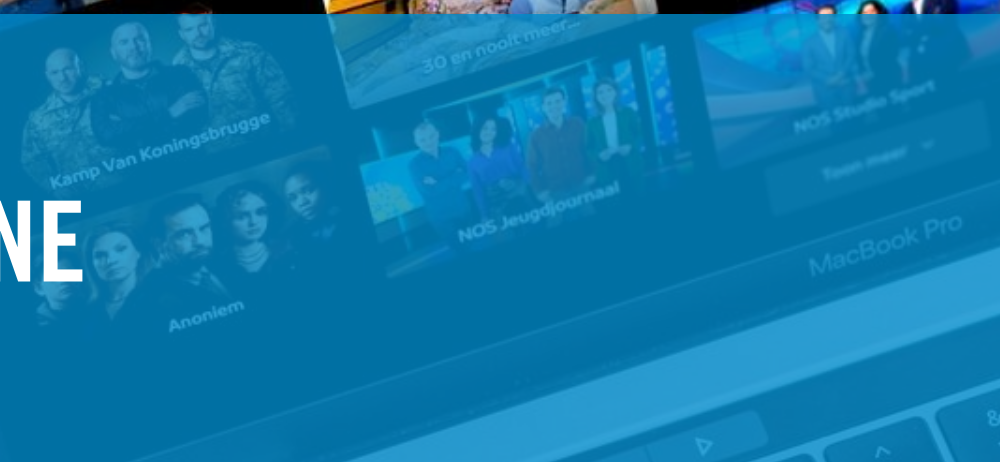 30 en nooit meer...
Kamp Van Koningsbrugge
NOS Studio Sport
Toon meer
NOS Jeugdjournaal
NE
Anoniem
MacBook Pro
&